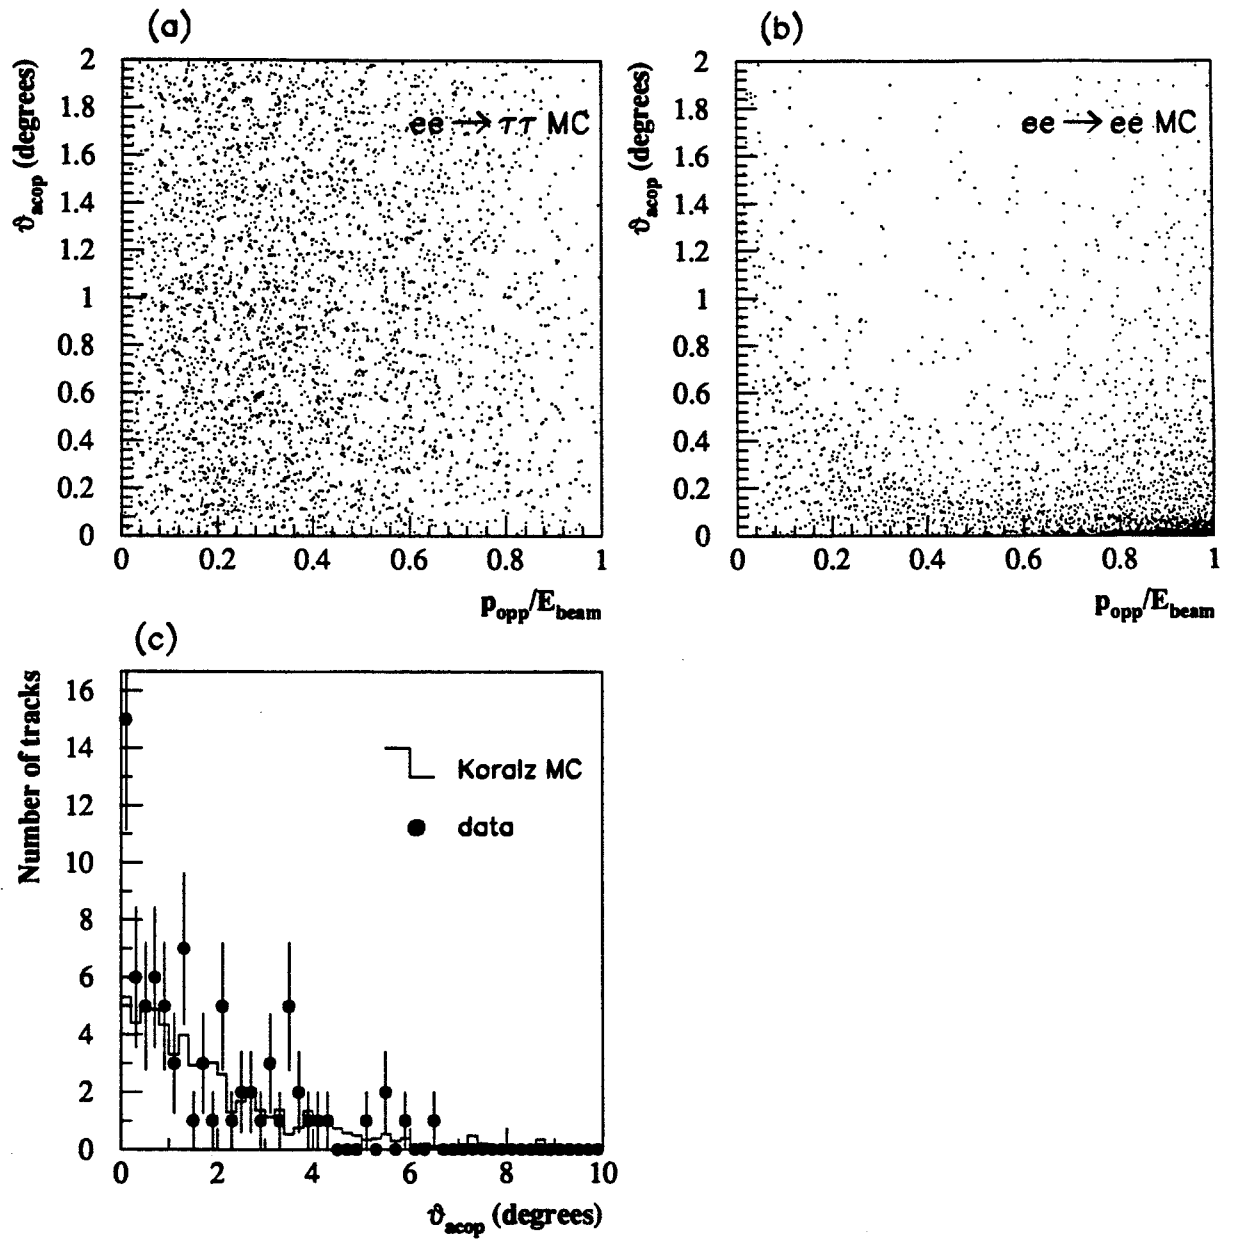 (a)
ϑacop (degrees)
2
1.8
1.6
1.4
1.2
1
0.8
0.6
0.4
0.2
0
ee → ττ MC
0 0.2 0.4 0.6 0.8 1
popp/Ebeam
(b)
ϑacop (degrees)
2
1.8
1.6
1.4
1.2
1
0.8
0.6
0.4
0.2
0
ee → ee MC
0 0.2 0.4 0.6 0.8 1
popp/Ebeam
(c)
Number of tracks
16
14
12
10
8
6
4
2
0
Koralz MC
data
0 2 4 6 8 10
ϑacop (degrees)